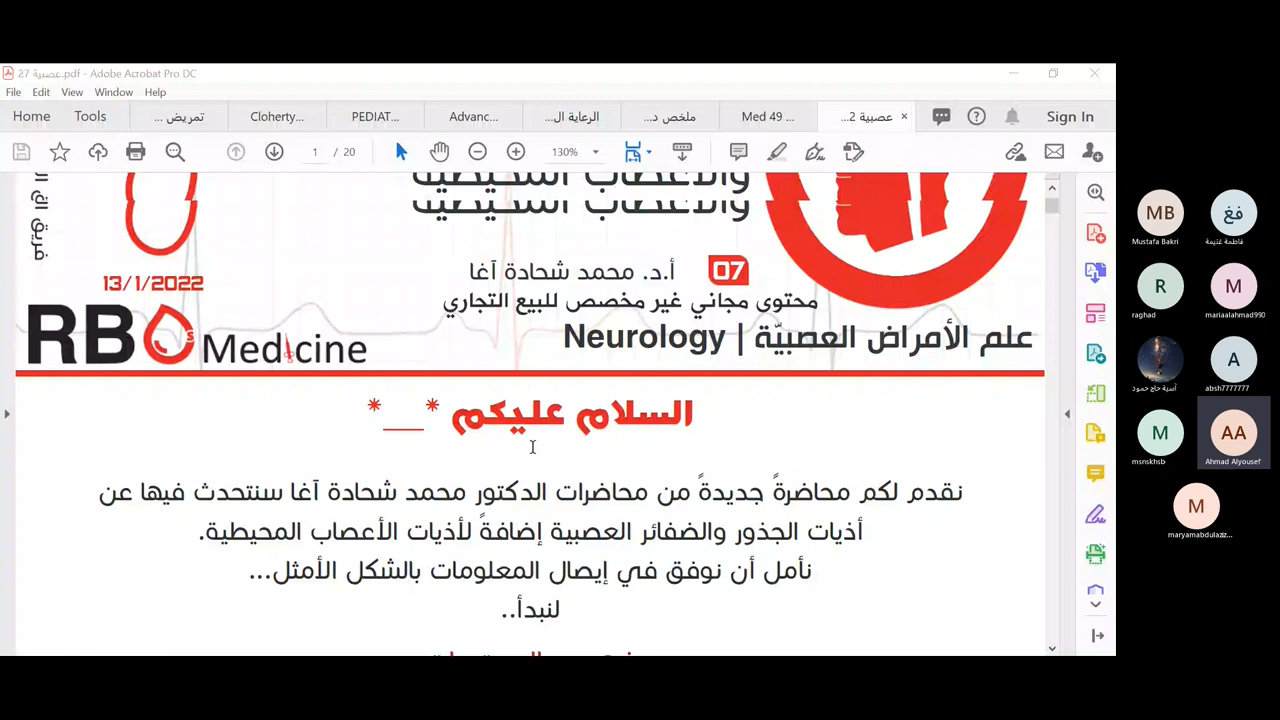 عصبية 27.pdf - Adobe Acrobat Pro DC
File Edit View Window Help
Home Tools تمريض ... Cloherty... PEDIAT... Advanc... الرعاية ال... ملخص د... Med 49 ... عصبية 2... × Sign In
1 / 20 130%
والأعصاب المحيطية
13/1/2022
أ.د. محمد شحادة آغا 07
محتوى مجاني غير مخصص للبيع التجاري
علم الأمراض العصبيّة | Neurology
RBO Medicine
السلام عليكم *__*
نقدم لكم محاضرةً جديدةً من محاضرات الدكتور محمد شحادة آغا سنتحدث فيها عن
أذيات الجذور والضفائر العصبية إضافةً لأذيات الأعصاب المحيطية.
نأمل أن نوفق في إيصال المعلومات بالشكل الأمثل...
لنبدأ..
MB
Mustafa Bakri
فغ
فاطمة غتيمة
R
raghad
M
mariaalahmad990
آسية حاج حمود
A
absh7777777
M
msnskhsb
AA
Ahmad Alyousef
M
maryamabdulaziz...